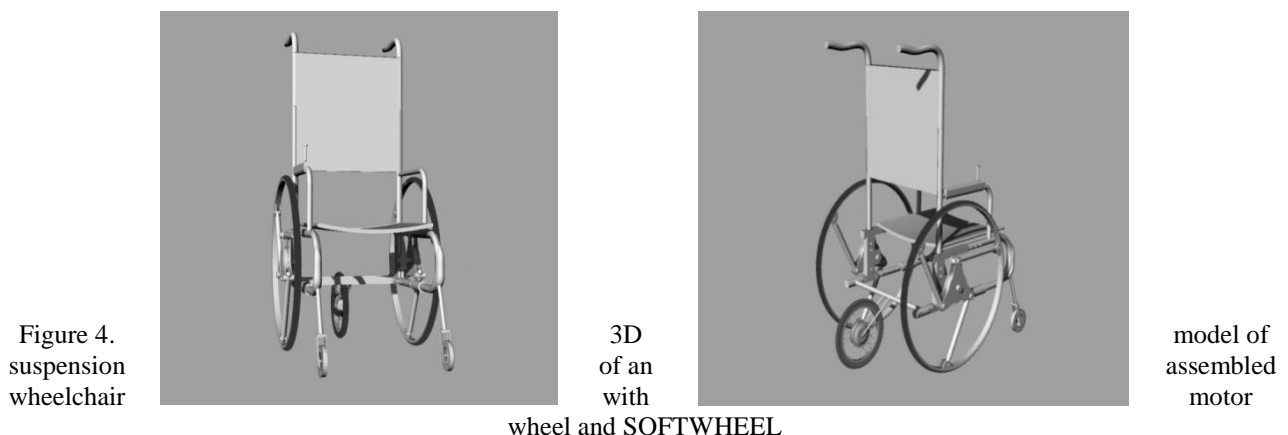 Figure 4. 3D model of
suspension of an assembled
wheelchair with motor
wheel and SOFTWHEEL